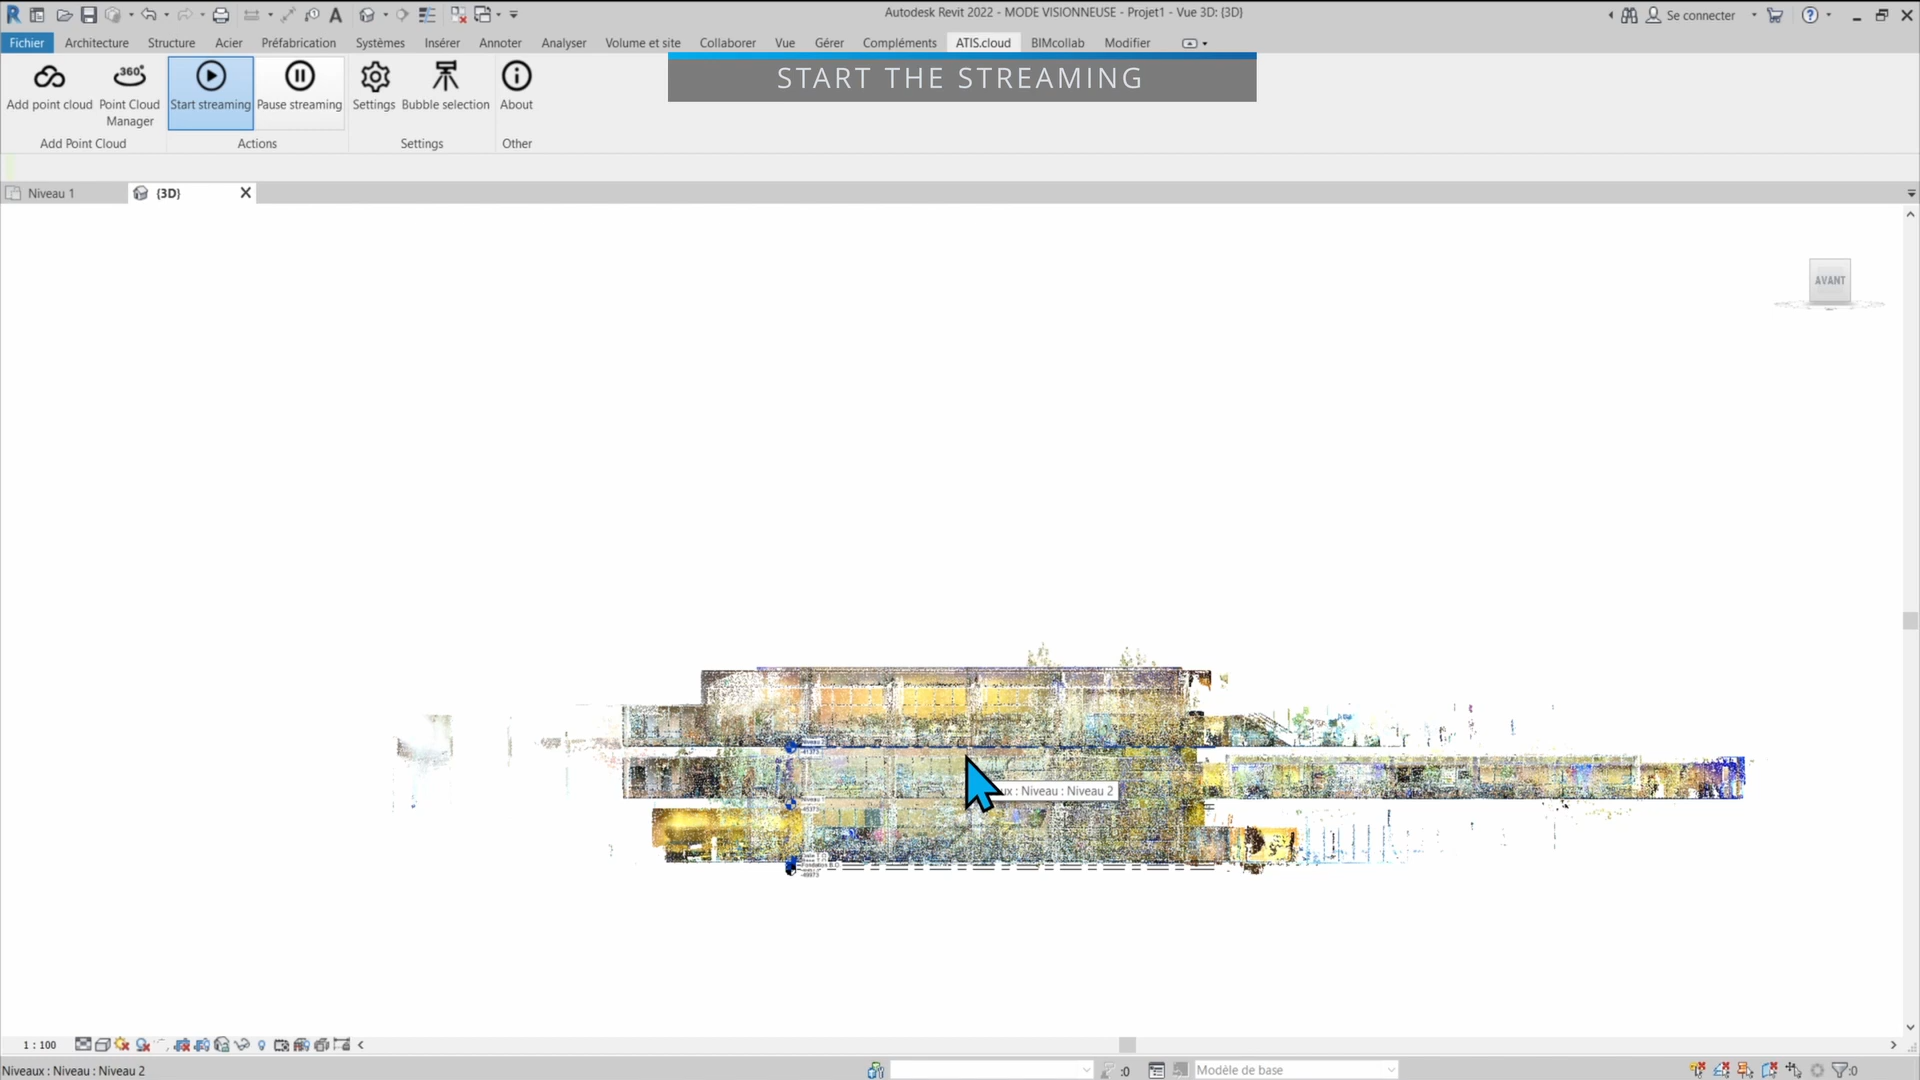 Autodesk Revit 2022 - MODE VISIONNEUSE - Projet1 - Vue 3D: {3D}
Se connecter
Fichier Architecture Structure Acier Préfabrication Systèmes Insérer Annoter Analyser Volume et site Collaborer Vue Gérer Compléments ATIS.cloud BIMcollab Modifier
START THE STREAMING
360°
Add point cloud Point Cloud Manager Start streaming Pause streaming Settings Bubble selection About
Add Point Cloud Actions Settings Other
Niveau 1 {3D}
AVANT
ux : Niveau : Niveau 2
1 : 100
Niveaux : Niveau : Niveau 2
:0
Modèle de base
:0